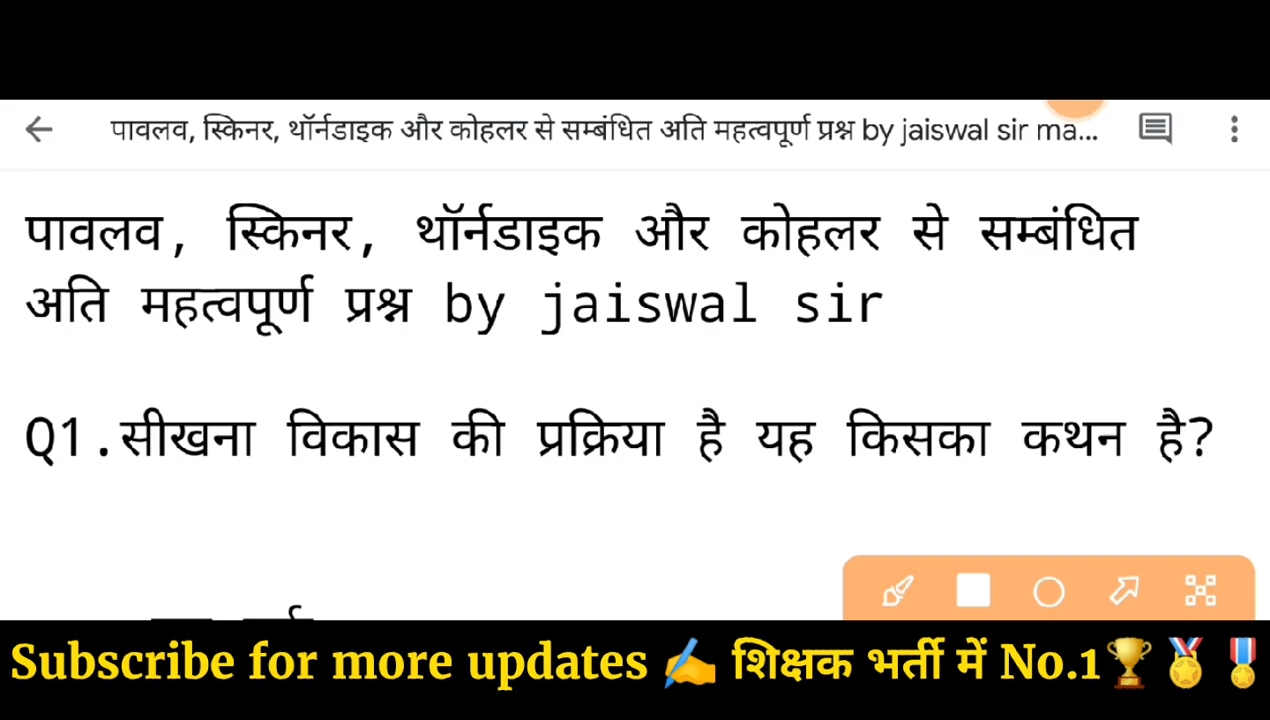 पावलव, स्किनर, थॉर्नडाइक और कोहलर से सम्बंधित अति महत्वपूर्ण प्रश्न by jaiswal sir ma...
पावलव, स्किनर, थॉर्नडाइक और कोहलर से सम्बंधित
अति महत्वपूर्ण प्रश्न by jaiswal sir
Q1.सीखना विकास की प्रक्रिया है यह किसका कथन है?
Subscribe for more updates ✍️ शिक्षक भर्ती में No.1🏆🏅🎖️